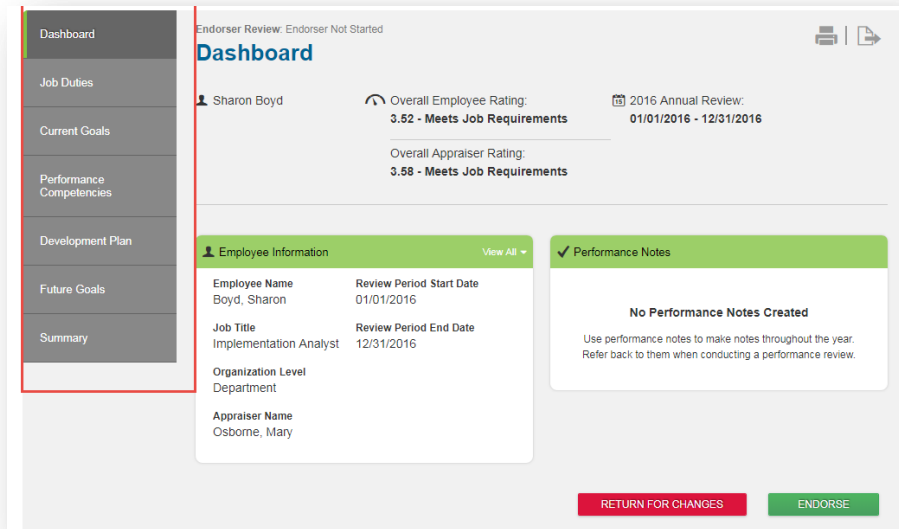 Dashboard
Job Duties
Current Goals
Performance
Competencies
Development Plan
Future Goals
Summary
Endorser Review: Endorser Not Started
Dashboard
Sharon Boyd
Overall Employee Rating:
3.52 - Meets Job Requirements
Overall Appraiser Rating:
3.58 - Meets Job Requirements
15
2016 Annual Review:
01/01/2016 - 12/31/2016
Employee Information
View All
Employee Name
Boyd, Sharon
Review Period Start Date
01/01/2016
Job Title
Implementation Analyst
Review Period End Date
12/31/2016
Organization Level
Department
Appraiser Name
Osborne, Mary
Performance Notes
No Performance Notes Created
Use performance notes to make notes throughout the year.
Refer back to them when conducting a performance review.
RETURN FOR CHANGES
ENDORSE